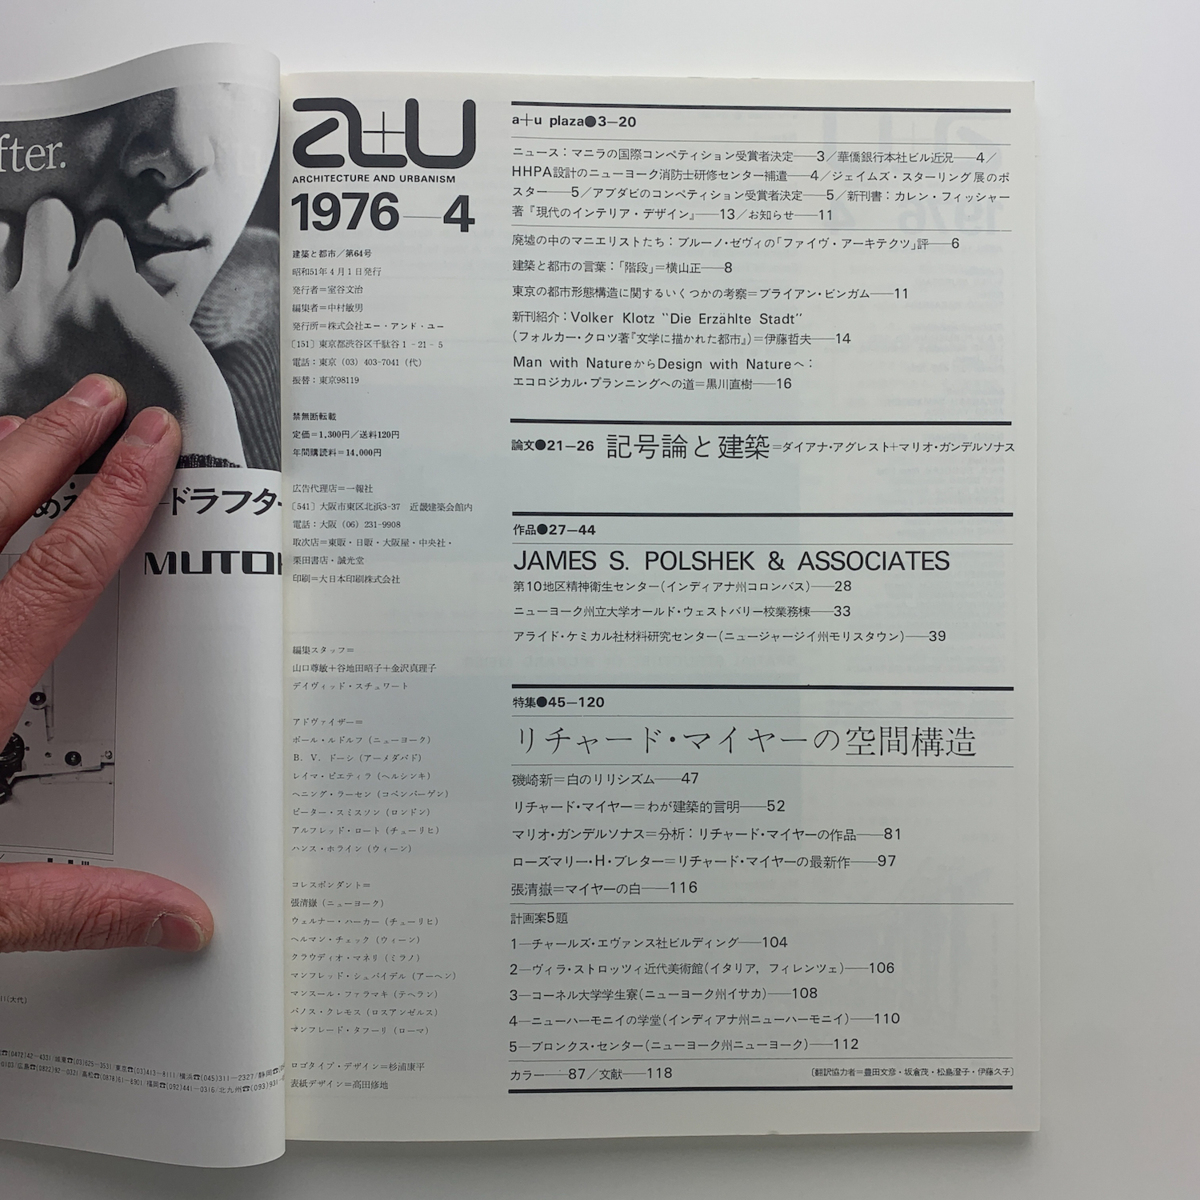 fter.
ードラフター
MUTOH
a+u
ARCHITECTURE AND URBANISM
1976—4
建築と都市／第64号
昭和51年4月1日発行
発行者＝室谷文治
編集者＝中村敏男
発行所＝株式会社エー・アンド・ユー
〔151〕東京都渋谷区千駄谷1-21-5
電話：東京（03）403-7041（代）
振替：東京98119
禁無断転載
定価＝1,300円／送料120円
年間購読料＝14,000円
広告代理店＝一報社
〔541〕大阪市東区北浜3-37　近畿建築会館内
電話：大阪（06）231-9908
取次店＝東販・日販・大阪屋・中央社・
栗田書店・誠光堂
印刷＝大日本印刷株式会社
編集スタッフ＝
山口尊敏＋谷地田昭子＋金沢真理子
デイヴィッド・スチュワート
アドヴァイザー＝
ポール・ルドルフ（ニューヨーク）
B．V．ドーシ（アーメダバド）
レイマ・ピエティラ（ヘルシンキ）
ヘニング・ラーセン（コペンハーゲン）
ピーター・スミスソン（ロンドン）
アルフレッド・ロート（チューリヒ）
ハンス・ホライン（ウィーン）
コレスポンダント＝
張清嶽（ニューヨーク）
ウェルナー・ハーカー（チューリヒ）
ヘルマン・チェック（ウィーン）
クラウディオ・マネリ（ミラノ）
マンフレッド・シュパイデル（アーヘン）
マンスール・ファラマキ（テヘラン）
パノス・クレモス（ロスアンゼルス）
マンフレード・タフーリ（ローマ）
ロゴタイプ・デザイン＝杉浦康平
表紙デザイン＝高田修地
a+u plaza●3—20
ニュース：マニラの国際コンペティション受賞者決定——3／華僑銀行本社ビル近況——4／
HHPA設計のニューヨーク消防士研修センター補遺——4／ジェイムズ・スターリング展のポ
スター——5／アブダビのコンペティション受賞者決定——5／新刊書：カレン・フィッシャー
著『現代のインテリア・デザイン』——13／お知らせ——11
廃墟の中のマニエリストたち：ブルーノ・ゼヴィの「ファイヴ・アーキテクツ」評——6
建築と都市の言葉：「階段」＝横山正——8
東京の都市形態構造に関するいくつかの考察＝ブライアン・ビンガム——11
新刊紹介：Volker Klotz “Die Erzählte Stadt”
（フォルカー・クロツ著『文学に描かれた都市』）＝伊藤哲夫——14
Man with NatureからDesign with Natureへ：
エコロジカル・プランニングへの道＝黒川直樹——16
論文●21—26 記号論と建築＝ダイアナ・アグレスト＋マリオ・ガンデルソナス
作品●27—44
JAMES S. POLSHEK & ASSOCIATES
第10地区精神衛生センター（インディアナ州コロンバス）——28
ニューヨーク州立大学オールド・ウェストバリー校業務棟——33
アライド・ケミカル社材料研究センター（ニュージャージイ州モリスタウン）——39
特集●45—120
リチャード・マイヤーの空間構造
磯崎新＝白のリリシズム——47
リチャード・マイヤー＝わが建築的言明——52
マリオ・ガンデルソナス＝分析：リチャード・マイヤーの作品——81
ローズマリー・H・ブレター＝リチャード・マイヤーの最新作——97
張清嶽＝マイヤーの白——116
計画案5題
1—チャールズ・エヴァンス社ビルディング——104
2—ヴィラ・ストロッツィ近代美術館（イタリア，フィレンツェ）——106
3—コーネル大学学生寮（ニューヨーク州イサカ）——108
4—ニューハーモニイの学堂（インディアナ州ニューハーモニイ）——110
5—ブロンクス・センター（ニューヨーク州ニューヨーク）——112
カラー——87／文献——118
〔翻訳協力者＝豊田文彦・坂倉茂・松島澄子・伊藤久子〕